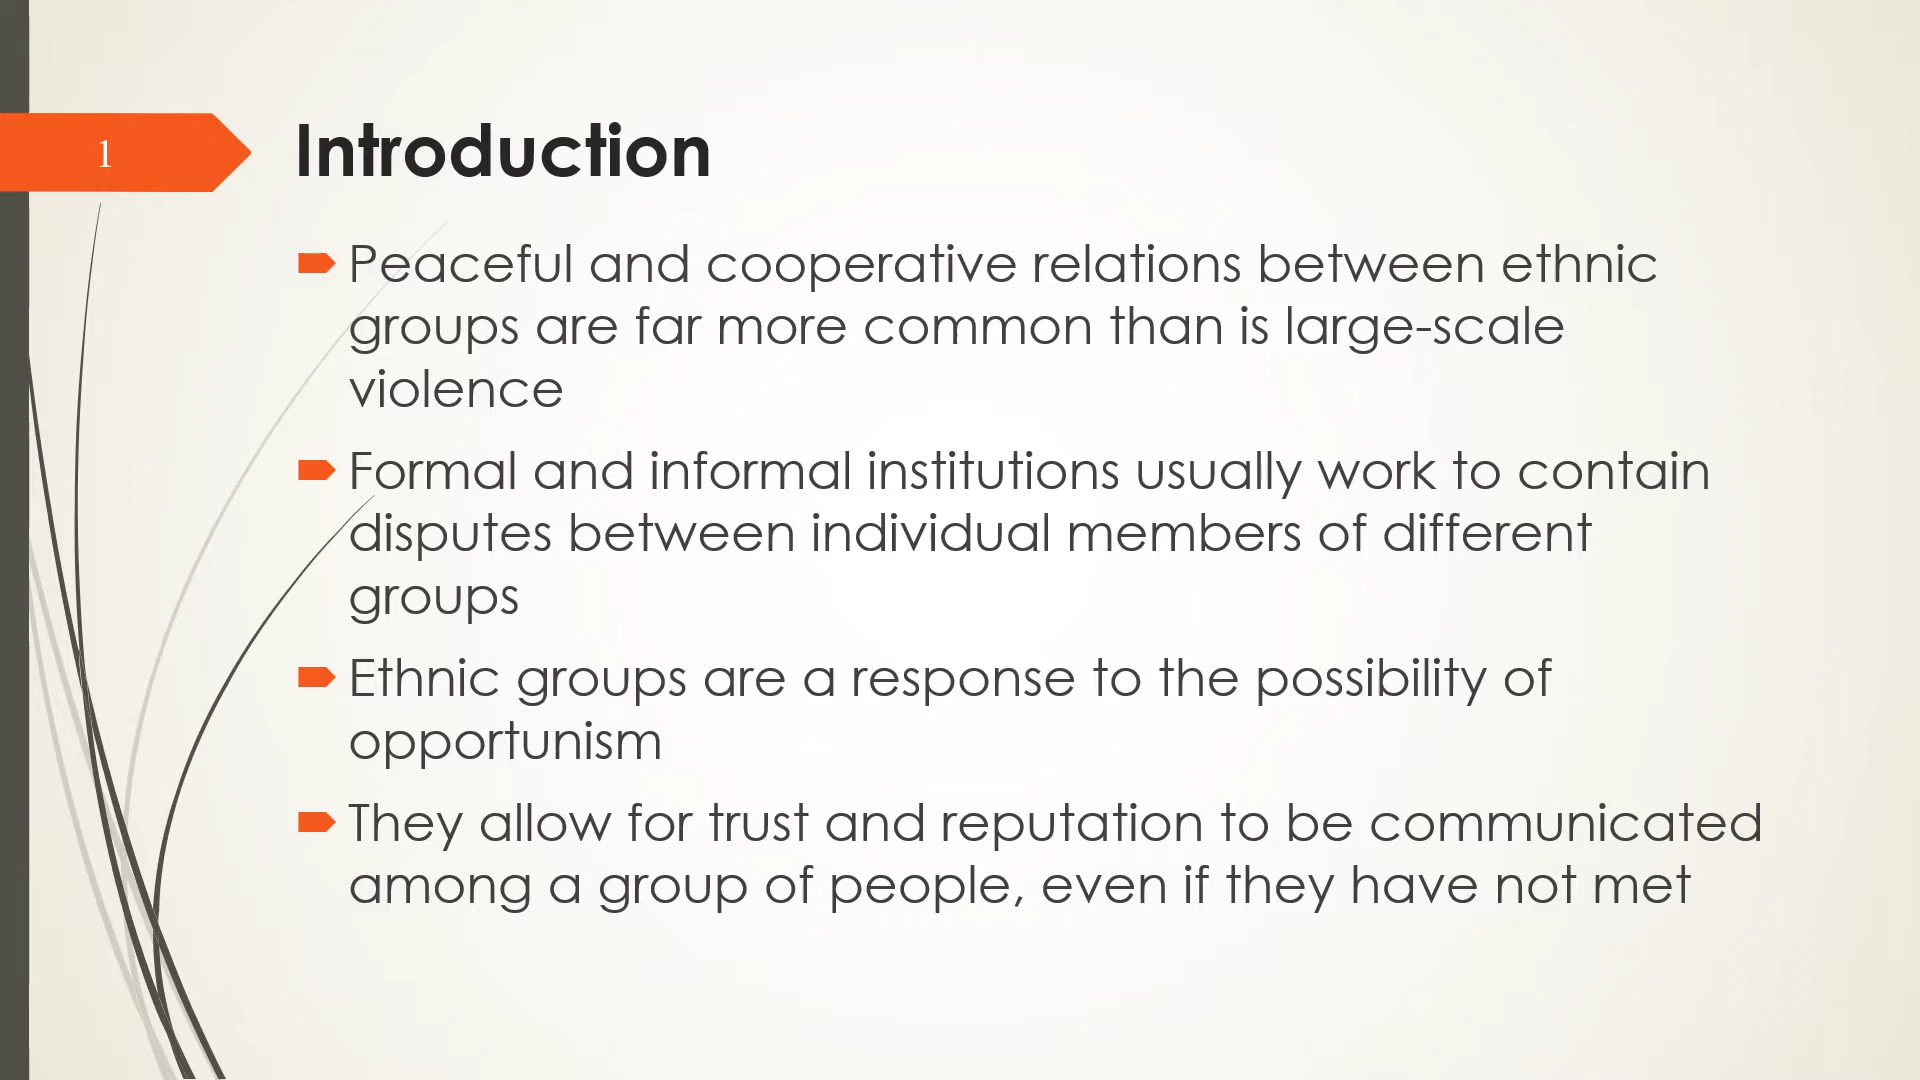 1
Introduction
Peaceful and cooperative relations between ethnic
groups are far more common than is large-scale
violence
Formal and informal institutions usually work to contain
disputes between individual members of different
groups
Ethnic groups are a response to the possibility of
opportunism
They allow for trust and reputation to be communicated
among a group of people, even if they have not met